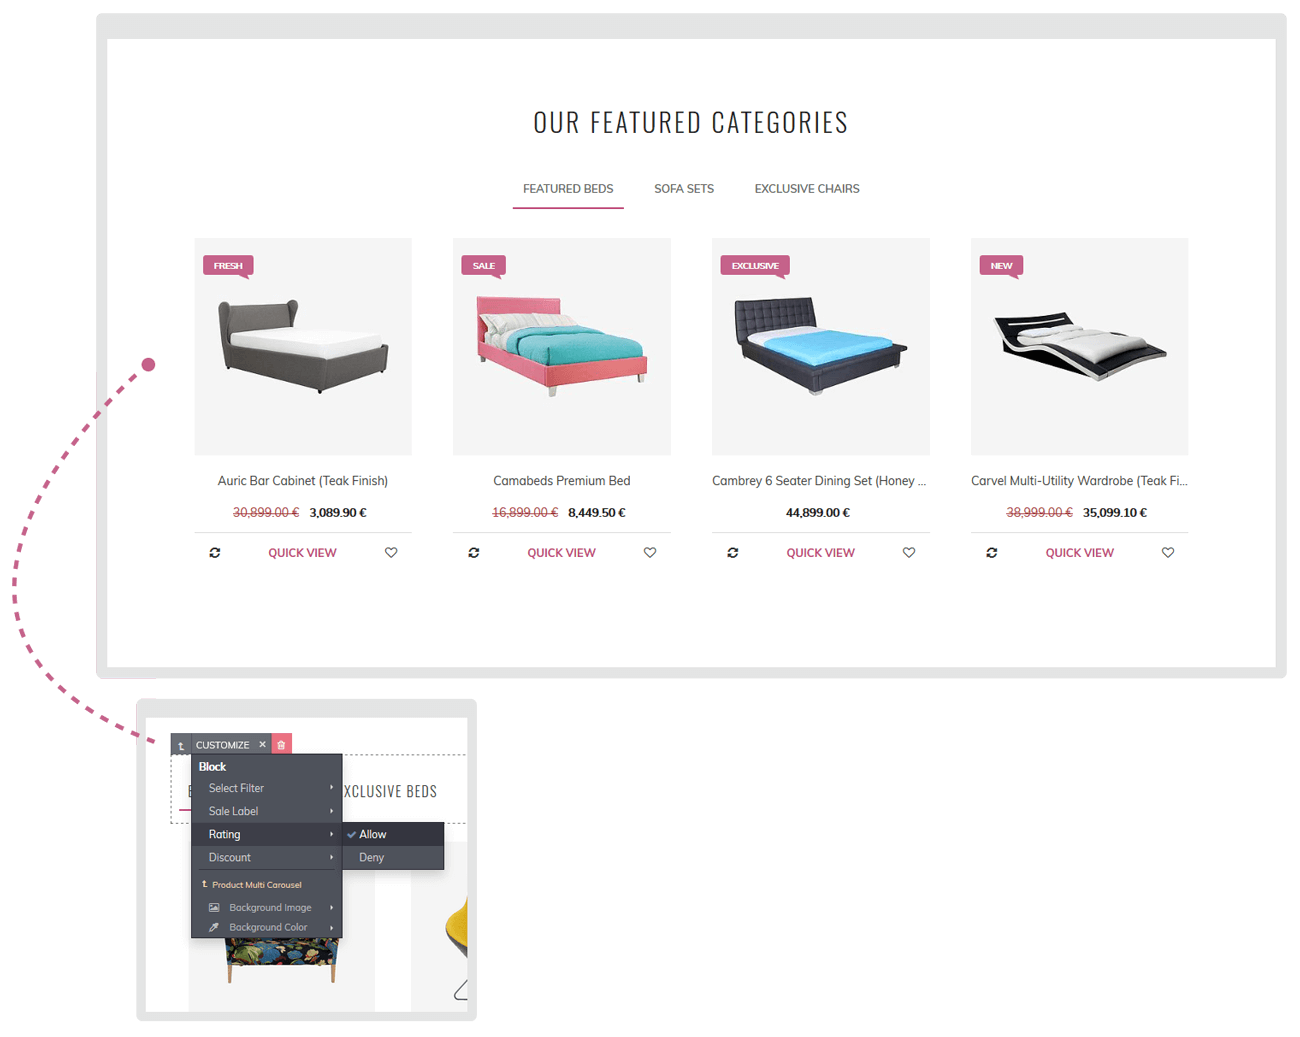 OUR FEATURED CATEGORIES
FEATURED BEDS SOFA SETS EXCLUSIVE CHAIRS
FRESH SALE EXCLUSIVE NEW
Auric Bar Cabinet (Teak Finish) Camabeds Premium Bed Cambrey 6 Seater Dining Set (Honey ... Carvel Multi-Utility Wardrobe (Teak Fi...
30,899.00 € 3,089.90 € 16,899.00 € 8,449.50 € 44,899.00 € 38,999.00 € 35,099.10 €
QUICK VIEW QUICK VIEW QUICK VIEW QUICK VIEW
CUSTOMIZE
Block
Select Filter
XCLUSIVE BEDS
Sale Label
Rating
Allow
Discount
Deny
Product Multi Carousel
Background Image
Background Color